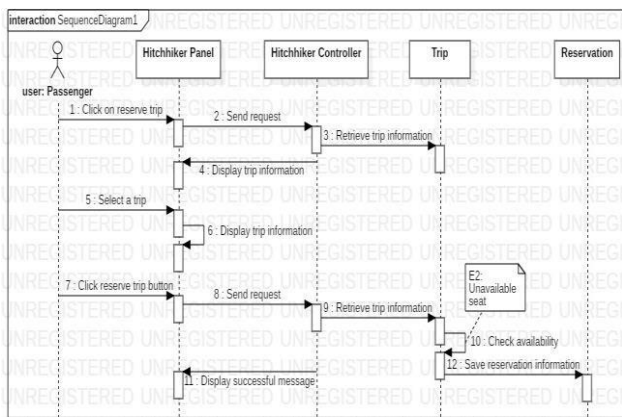 interaction SequenceDiagram1
Hitchhiker Panel
Hitchhiker Controller
Trip
Reservation
user: Passenger
1 : Click on reserve trip
2 : Send request
3 : Retrieve trip information
4 : Display trip information
5 : Select a trip
6 : Display trip information
7 : Click reserve trip button
8 : Send request
9 : Retrieve trip information
E2:
Unavailable
seat
10 : Check availability
12 : Save reservation information
11 : Display successful message
UNREGISTERED UNREGISTERED UNREGISTERED